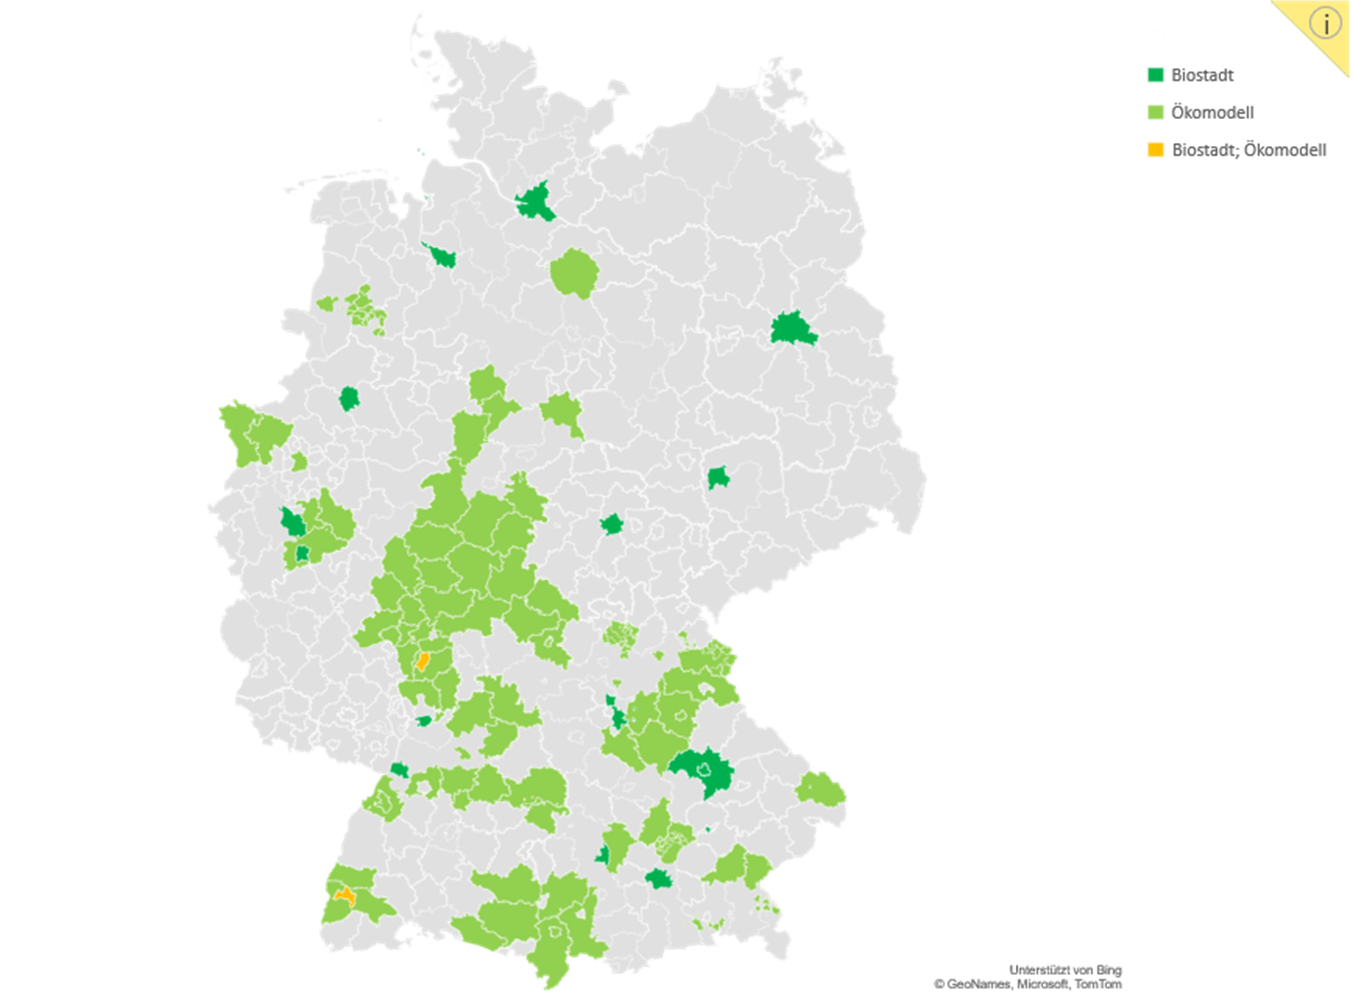 i
Biostadt
Ökomodell
Biostadt; Ökomodell
Unterstützt von Bing
© GeoNames, Microsoft, TomTom